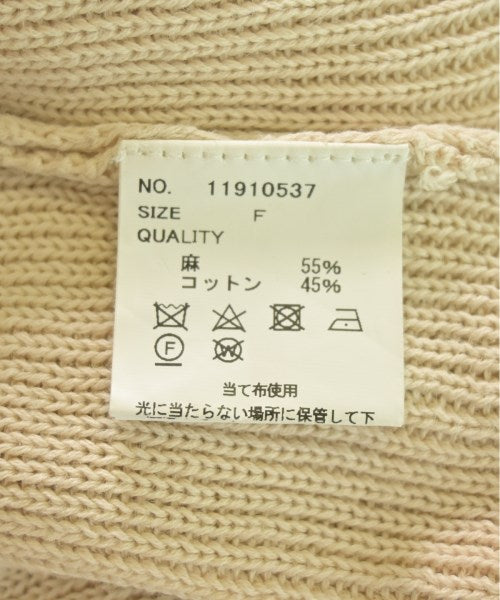 NO. 11910537
SIZE F
QUALITY
麻 55%
コットン 45%
F
W
当て布使用
光に当たらない場所に保管して下